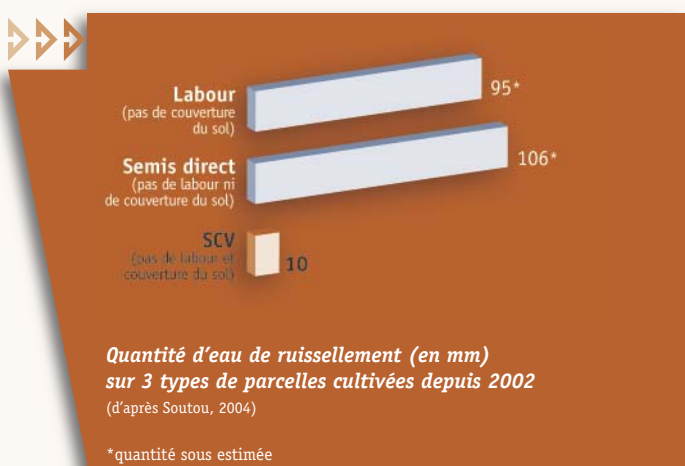 Labour
(pas de couverture
du sol)
95*
Semis direct
(pas de labour ni
de couverture du sol)
106*
SCV
(pas de labour et
couverture du sol)
10
Quantité d'eau de ruissellement (en mm)
sur 3 types de parcelles cultivées depuis 2002
(d'après Soutou, 2004)
*quantité sous estimée